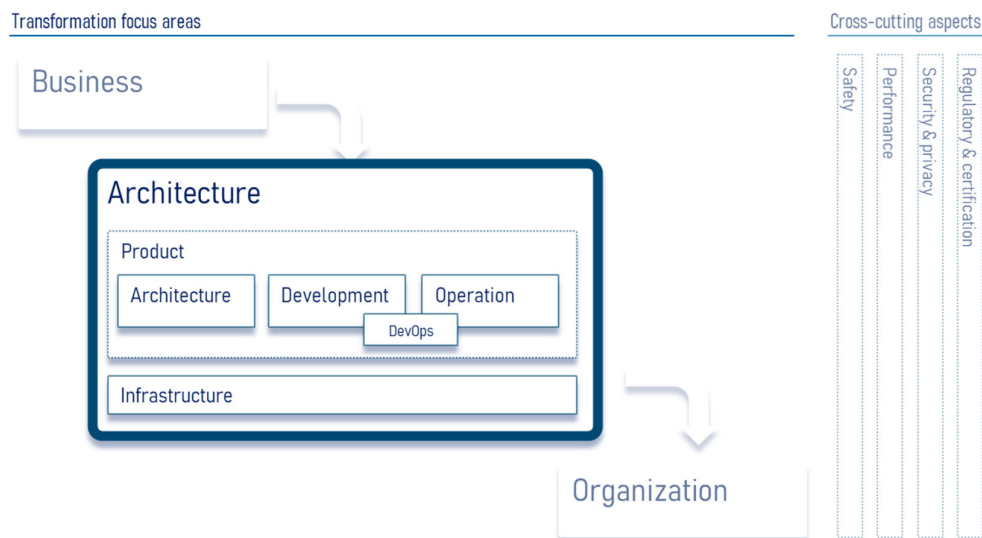 Transformation focus areas
Cross-cutting aspects
Business
Architecture
Product
Architecture
Development
Operation
DevOps
Infrastructure
Organization
Safety
Performance
Security & privacy
Regulatory & certification